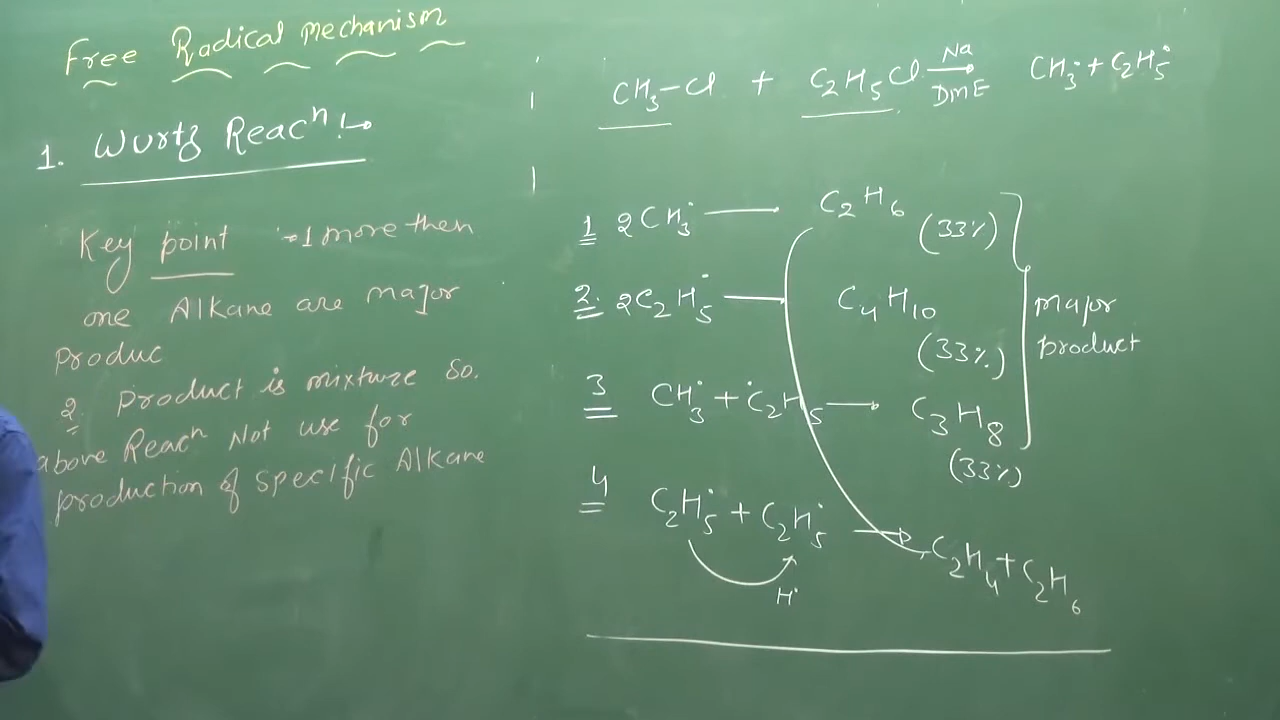 Free Radical mechanism
1. Wurtz Reacⁿ :→
Key point → 1 more then
one Alkane are major
Produc
2. Product is mixture so.
above Reacⁿ Not use for
production of specific Alkane
CH₃-Cl + C₂H₅Cl Na DME → CH₃• + C₂H₅•
1 2CH₃• → C₂H₆ (33%)
2. 2C₂H₅• → C₄H₁₀
(33%)
major
product
3 CH₃• + •C₂H₅ → C₃H₈
(33%)
4 C₂H₅• + C₂H₅• → C₂H₄ + C₂H₆
H•